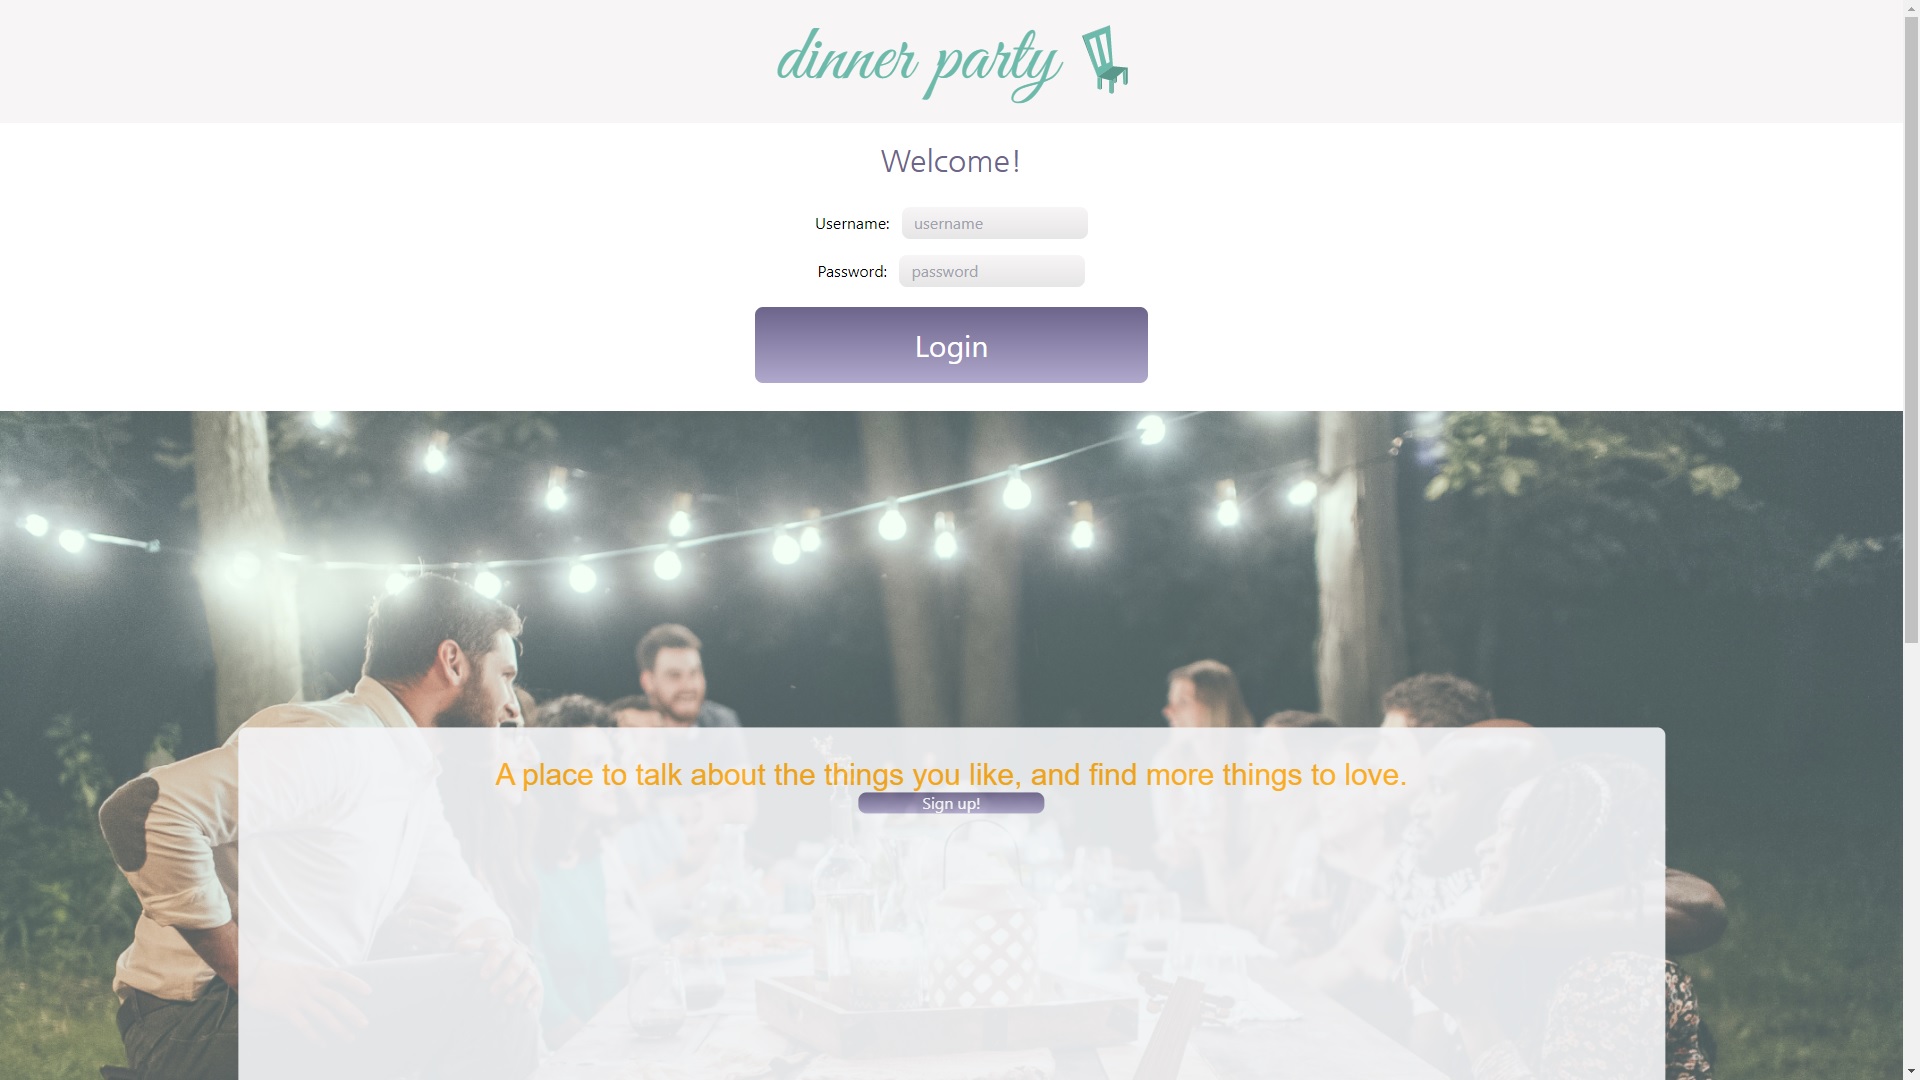 dinner party
Welcome!
Username: username
Password: password
Login
A place to talk about the things you like, and find more things to love.
Sign up!